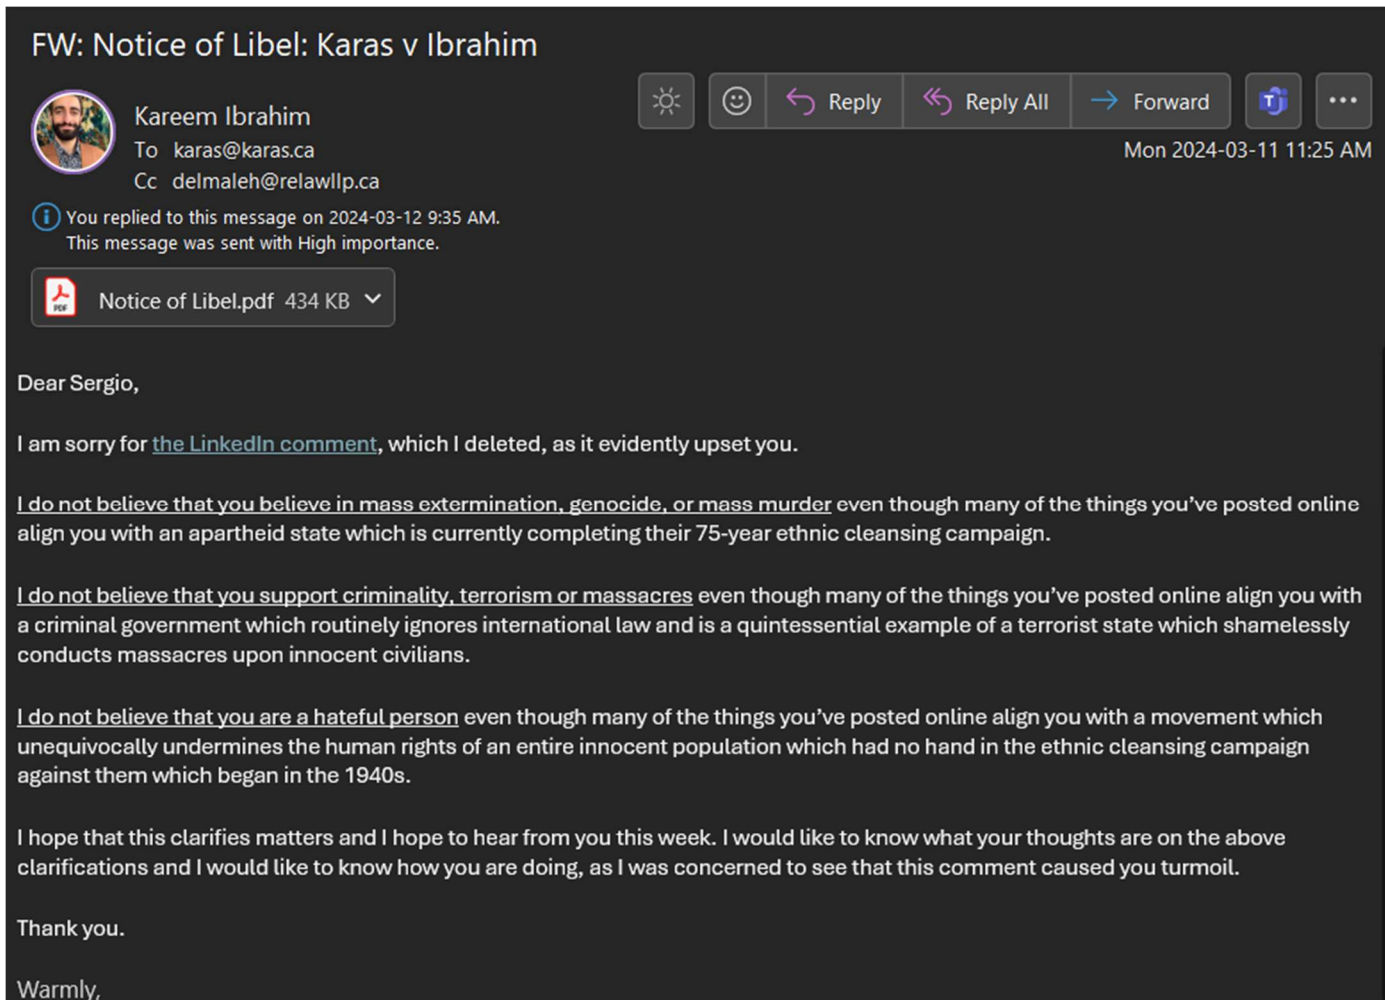 FW: Notice of Libel: Karas v Ibrahim
Kareem Ibrahim
To karas@karas.ca
Cc delmaleh@relawllp.ca
Reply
Reply All
Forward
Mon 2024-03-11 11:25 AM
You replied to this message on 2024-03-12 9:35 AM.
This message was sent with High importance.
PDF
Notice of Libel.pdf 434 KB
Dear Sergio,
I am sorry for the LinkedIn comment, which I deleted, as it evidently upset you.
I do not believe that you believe in mass extermination, genocide, or mass murder even though many of the things you've posted online
align you with an apartheid state which is currently completing their 75-year ethnic cleansing campaign.
I do not believe that you support criminality, terrorism or massacres even though many of the things you've posted online align you with
a criminal government which routinely ignores international law and is a quintessential example of a terrorist state which shamelessly
conducts massacres upon innocent civilians.
I do not believe that you are a hateful person even though many of the things you've posted online align you with a movement which
unequivocally undermines the human rights of an entire innocent population which had no hand in the ethnic cleansing campaign
against them which began in the 1940s.
I hope that this clarifies matters and I hope to hear from you this week. I would like to know what your thoughts are on the above
clarifications and I would like to know how you are doing, as I was concerned to see that this comment caused you turmoil.
Thank you.
Warmly,